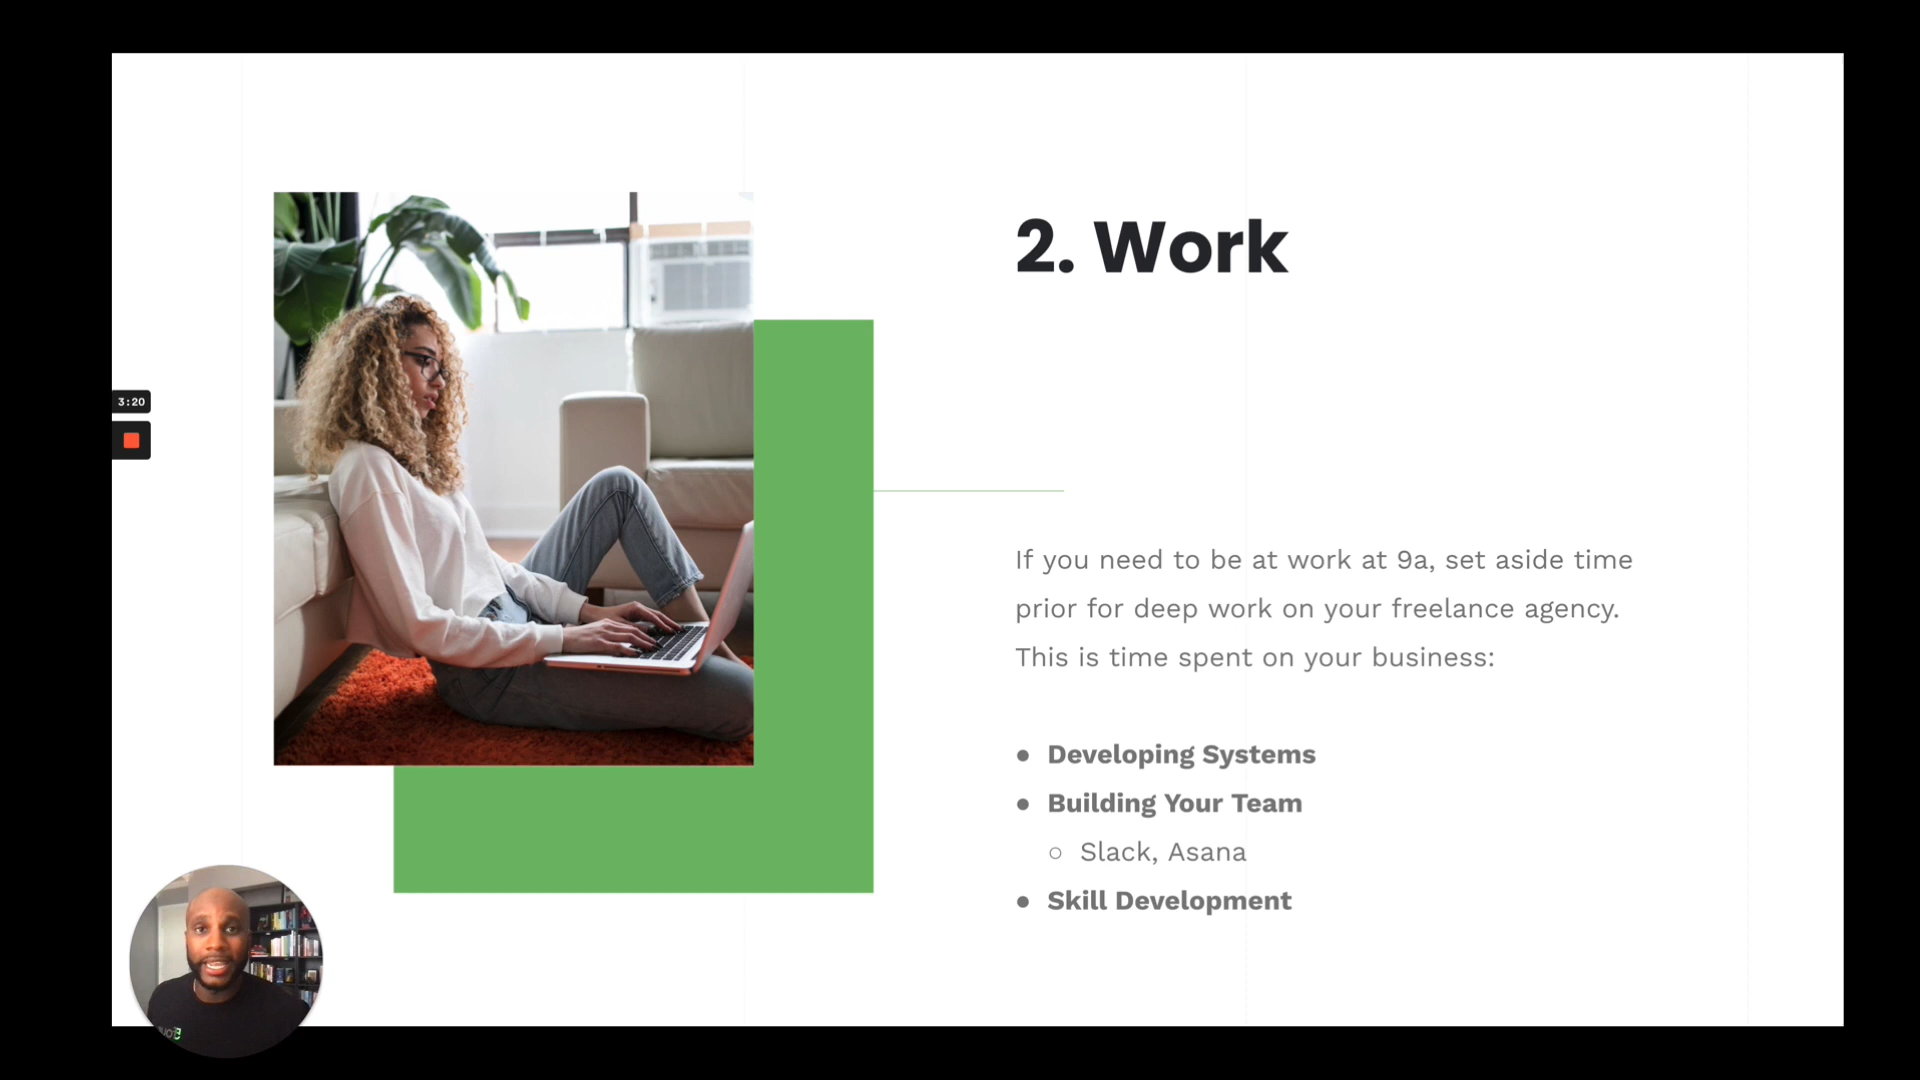 2. Work
3:20
If you need to be at work at 9a, set aside time
prior for deep work on your freelance agency.
This is time spent on your business:
● Developing Systems
● Building Your Team
○ Slack, Asana
● Skill Development